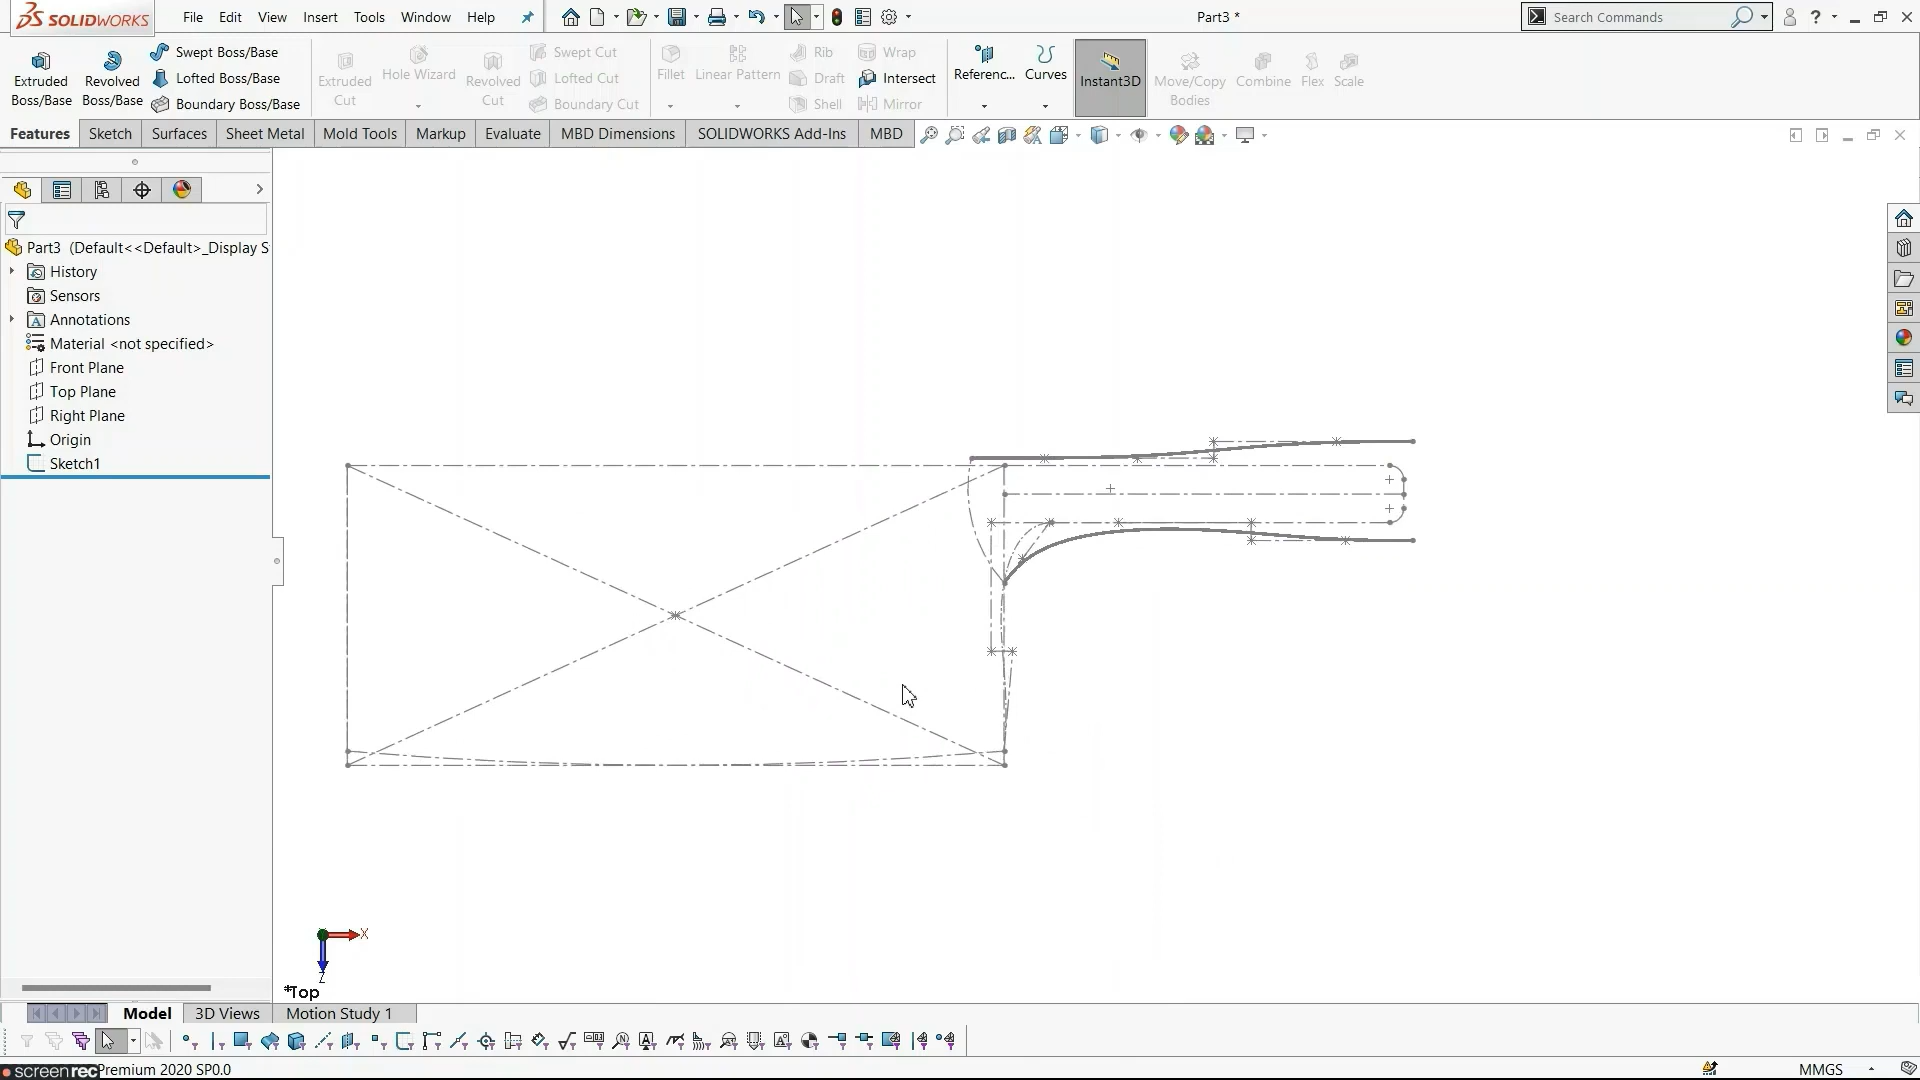 SOLIDWORKS File Edit View Insert Tools Window Help Part3 * Search Commands ?
Extruded Boss/Base
Revolved Boss/Base
Swept Boss/Base
Lofted Boss/Base
Boundary Boss/Base
Extruded Cut
Hole Wizard
Revolved Cut
Swept Cut
Lofted Cut
Boundary Cut
Fillet
Linear Pattern
Rib
Draft
Shell
Wrap
Intersect
Mirror
Referenc...
Curves
Instant3D
Move/Copy Bodies
Combine
Flex
Scale
Features Sketch Surfaces Sheet Metal Mold Tools Markup Evaluate MBD Dimensions SOLIDWORKS Add-Ins MBD
Part3 (Default<<Default>_Display S
History
Sensors
Annotations
Material <not specified>
Front Plane
Top Plane
Right Plane
Origin
Sketch1
X
Z
*Top
Model 3D Views Motion Study 1
screenrec Premium 2020 SP0.0 MMGS